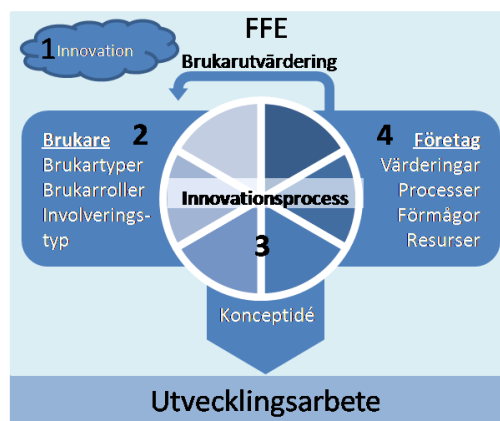 FFE
1 Innovation
Brukarutvärdering
Brukare 2
Brukartyper
Brukarroller
Involverings-
typ
4 Företag
Värderingar
Processer
Förmågor
Resurser
Innovationsprocess
3
Konceptidé
Utvecklingsarbete